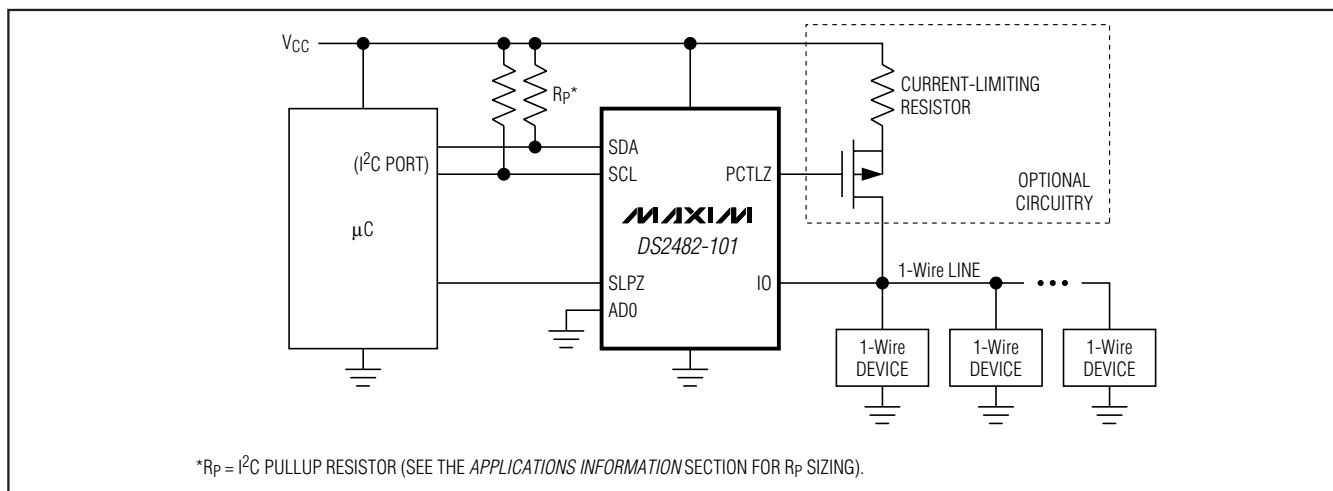 VCC
RP*
CURRENT-LIMITING
RESISTOR
(I2C PORT)
SDA
SCL
PCTLZ
OPTIONAL
CIRCUITRY
MAXIM
DS2482-101
μC
1-Wire LINE
SLPZ
IO
AD0
1-Wire
DEVICE
1-Wire
DEVICE
1-Wire
DEVICE
*RP = I2C PULLUP RESISTOR (SEE THE APPLICATIONS INFORMATION SECTION FOR RP SIZING).